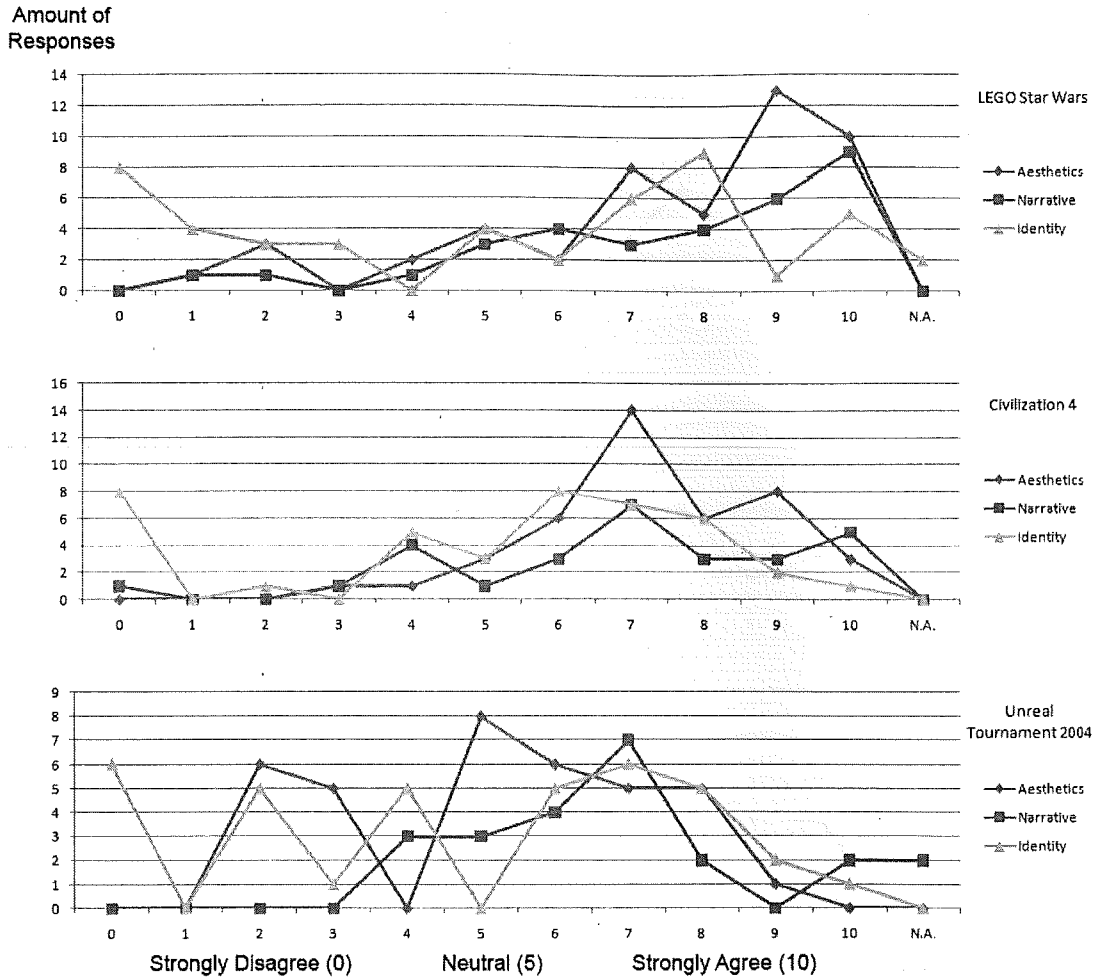 Amount of
Responses
14
12
10
8
6
4
2
0
0 1 2 3 4 5 6 7 8 9 10 N.A.
LEGO Star Wars
Aesthetics
Narrative
Identity
16
14
12
10
8
6
4
2
0
0 1 2 3 4 5 6 7 8 9 10 N.A.
Civilization 4
Aesthetics
Narrative
Identity
9
8
7
6
5
4
3
2
1
0
0 1 2 3 4 5 6 7 8 9 10 N.A.
Unreal
Tournament 2004
Aesthetics
Narrative
Identity
Strongly Disagree (0) Neutral (5) Strongly Agree (10)